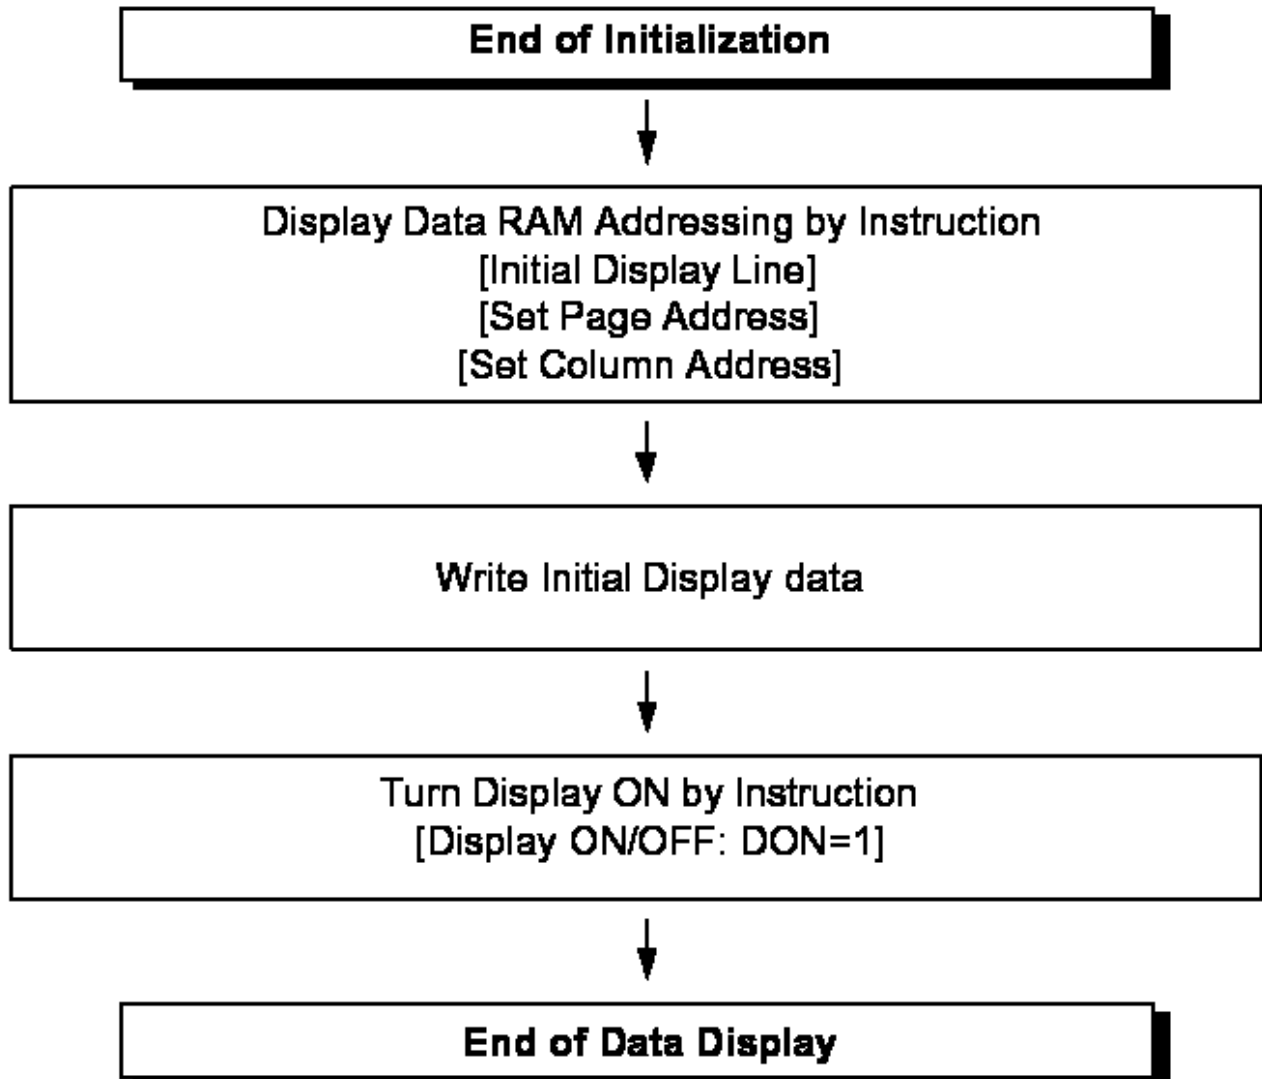 End of Initialization
Display Data RAM Addressing by Instruction
[Initial Display Line]
[Set Page Address]
[Set Column Address]
Write Initial Display data
Turn Display ON by Instruction
[Display ON/OFF: DON=1]
End of Data Display